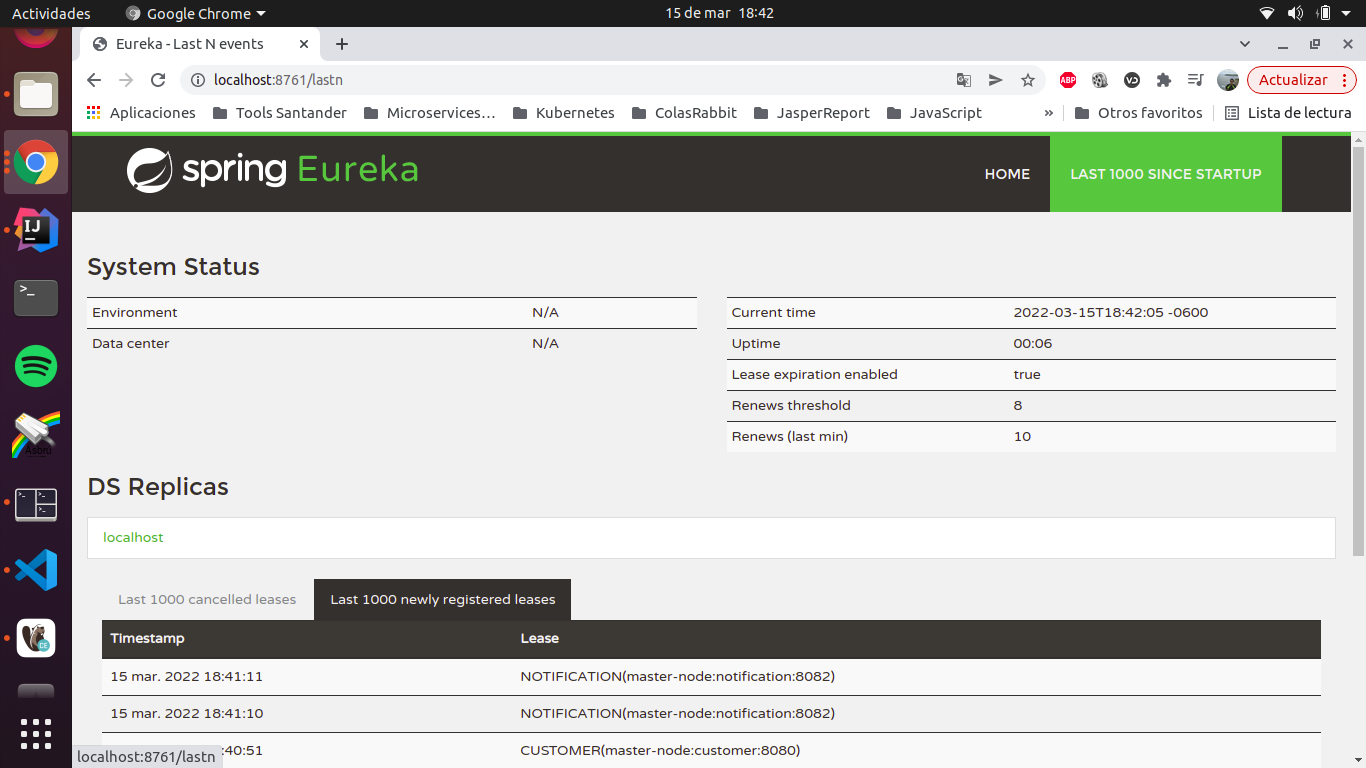 Actividades Google Chrome 15 de mar 18:42
Eureka - Last N events
localhost:8761/lastn ABP Actualizar
Aplicaciones Tools Santander Microservices… Kubernetes ColasRabbit JasperReport JavaScript » Otros favoritos Lista de lectura
spring Eureka HOME LAST 1000 SINCE STARTUP
System Status
Environment N/A
Data center N/A
Current time 2022-03-15T18:42:05 -0600
Uptime 00:06
Lease expiration enabled true
Renews threshold 8
Renews (last min) 10
DS Replicas
localhost
Last 1000 cancelled leases Last 1000 newly registered leases
Timestamp Lease
15 mar. 2022 18:41:11 NOTIFICATION(master-node:notification:8082)
15 mar. 2022 18:41:10 NOTIFICATION(master-node:notification:8082)
:40:51 CUSTOMER(master-node:customer:8080)
localhost:8761/lastn
IJ
>_
Asbru
CE